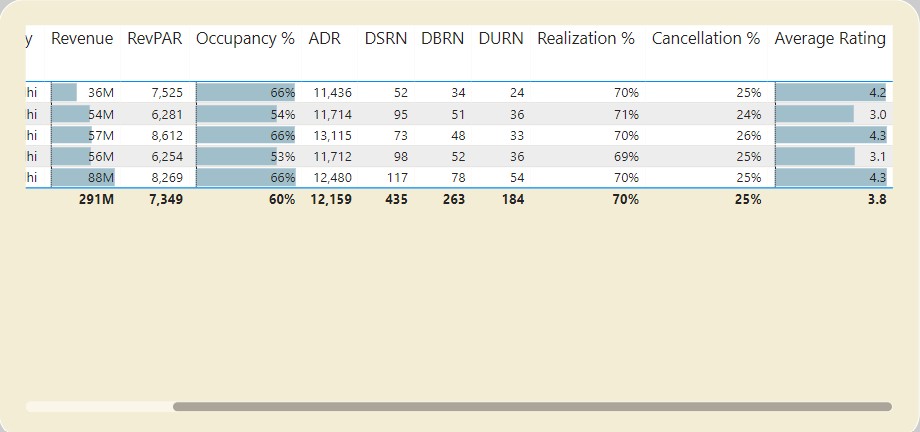 y Revenue RevPAR Occupancy % ADR DSRN DBRN DURN Realization % Cancellation % Average Rating
hi 36M 7,525 66% 11,436 52 34 24 70% 25% 4.2
hi 54M 6,281 54% 11,714 95 51 36 71% 24% 3.0
hi 57M 8,612 66% 13,115 73 48 33 70% 26% 4.3
hi 56M 6,254 53% 11,712 98 52 36 69% 25% 3.1
hi 88M 8,269 66% 12,480 117 78 54 70% 25% 4.3
291M 7,349 60% 12,159 435 263 184 70% 25% 3.8